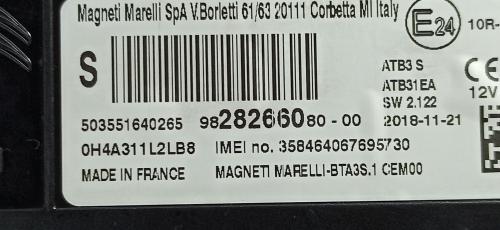 Magneti Marelli SpA V.Borletti 61/63 20111 Corbetta MI Italy
E24
10R-
S
ATB3 S
CE
ATB31EA
12V
SW 2.122
503551640265 9828266080-00 2018-11-21
0H4A311L2LB8 IMEI no. 358464067695730
MADE IN FRANCE MAGNETI MARELLI-BTA3S.1 CEM00